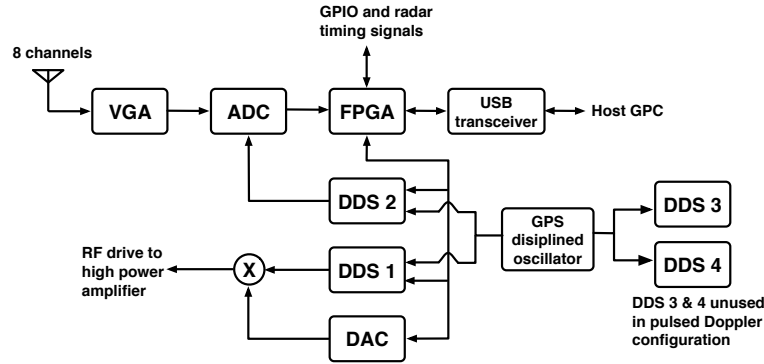 GPIO and radar
timing signals
8 channels
VGA
ADC
FPGA
USB
transceiver
Host GPC
DDS 2
GPS
disiplined
oscillator
DDS 3
DDS 4
RF drive to
high power
amplifier
X
DDS 1
DAC
DDS 3 & 4 unused
in pulsed Doppler
configuration